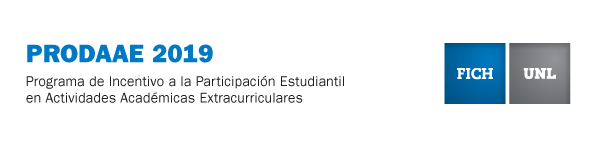 PRODAAE 2019
Programa de Incentivo a la Participación Estudiantil
en Actividades Académicas Extracurriculares
FICH UNL